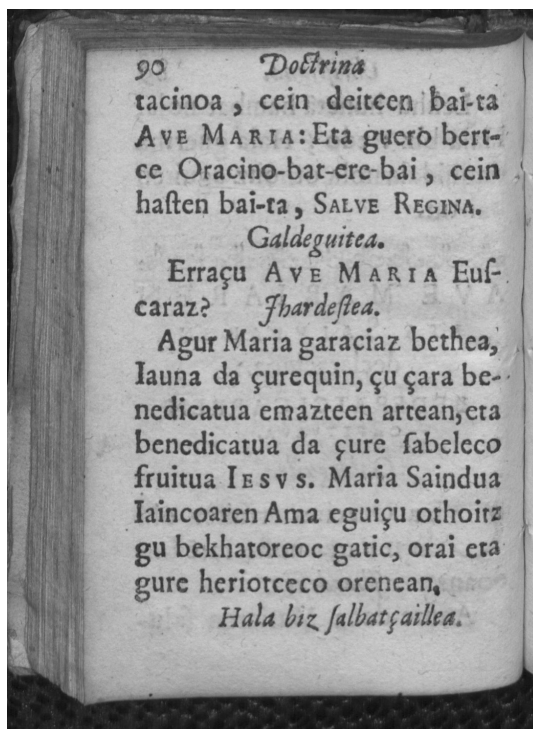 90 Doctrina
tacinoa, cein deitcen bai-ta
AVE MARIA: Eta guero bert-
ce Oracino-bat-ere-bai, cein
haſten bai-ta, SALVE REGINA.
Galdeguitea.
Erraçu AVE MARIA Euſ-
caraz? Jhardeſtea.
Agur Maria garaciaz bethea,
Iauna da çurequin, çu çara be-
nedicatua emazteen artean, eta
benedicatua da çure ſabeleco
fruitua IESVS. Maria Saindua
Iaincoaren Ama eguiçu othoitz
gu bekhatoreoc gatic, orai eta
gure heriotceco orenean.
Hala biz ſalbatçaillea.